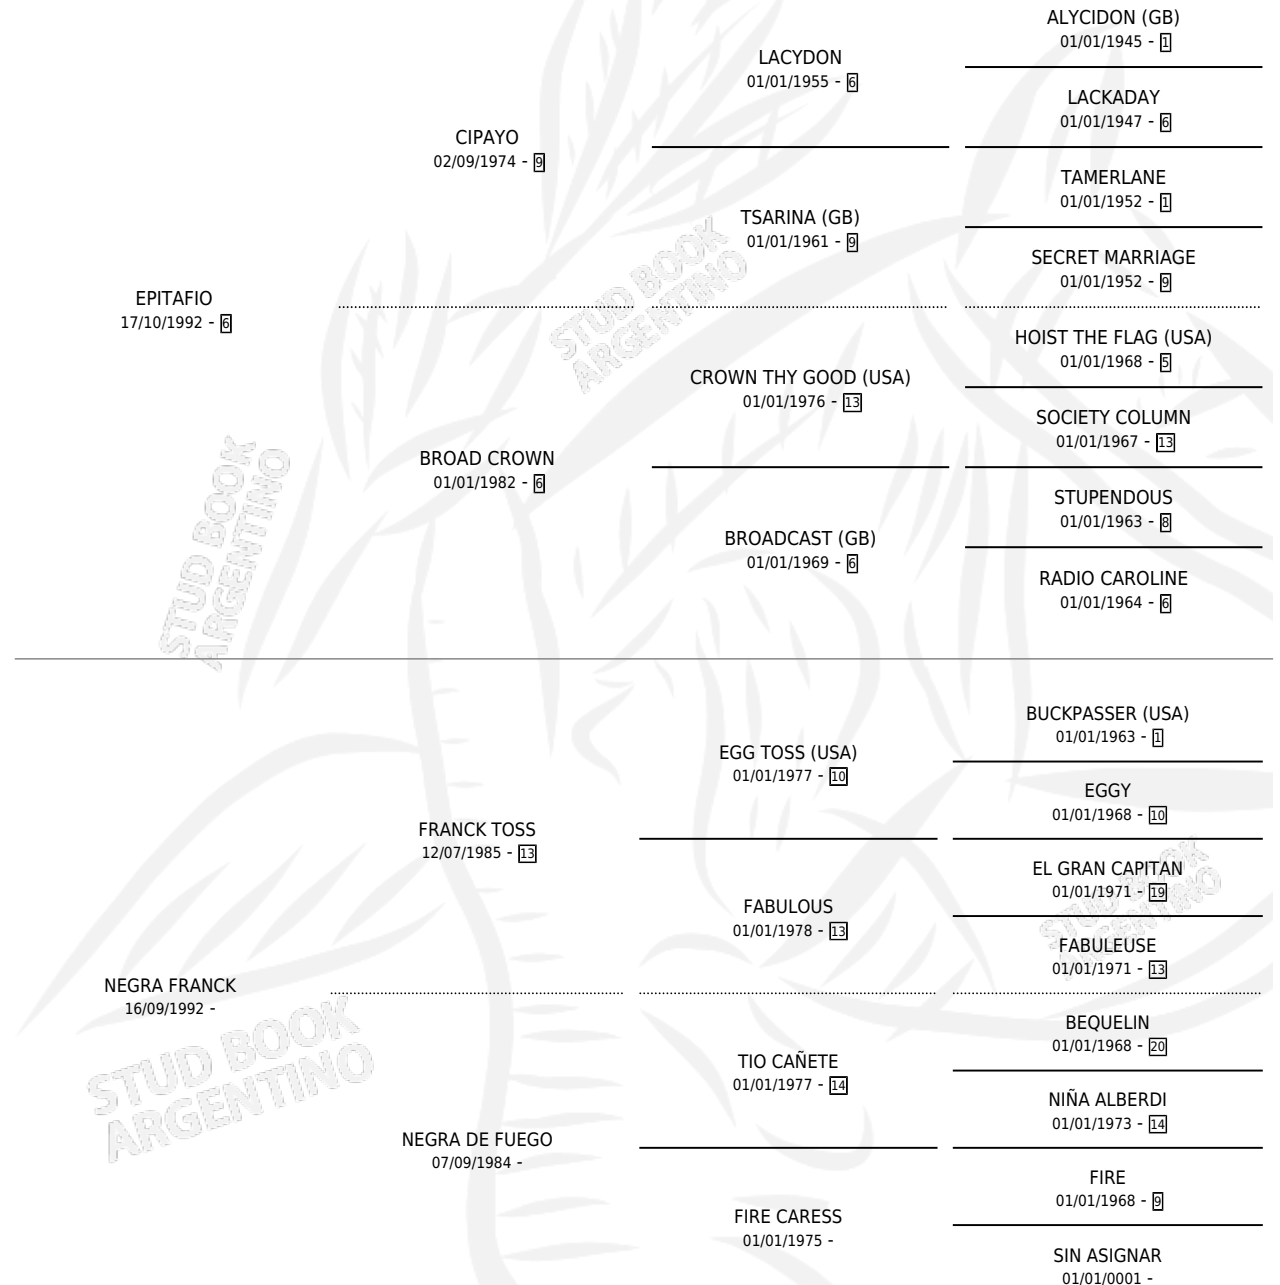 ALYCIDON (GB)
01/01/1945 - 1
LACYDON
01/01/1955 - 6
LACKADAY
01/01/1947 - 6
CIPAYO
02/09/1974 - 9
TAMERLANE
01/01/1952 - 1
TSARINA (GB)
01/01/1961 - 9
SECRET MARRIAGE
01/01/1952 - 9
EPITAFIO
17/10/1992 - 6
HOIST THE FLAG (USA)
01/01/1968 - 5
CROWN THY GOOD (USA)
01/01/1976 - 13
SOCIETY COLUMN
01/01/1967 - 13
BROAD CROWN
01/01/1982 - 6
STUPENDOUS
01/01/1963 - 8
BROADCAST (GB)
01/01/1969 - 6
RADIO CAROLINE
01/01/1964 - 6
STUD BOOK
ARGENTINO
STUD BOOK
ARGENTINO
BUCKPASSER (USA)
01/01/1963 - 1
EGG TOSS (USA)
01/01/1977 - 10
EGGY
01/01/1968 - 10
FRANCK TOSS
12/07/1985 - 13
EL GRAN CAPITAN
01/01/1971 - 19
FABULOUS
01/01/1978 - 13
FABULEUSE
01/01/1971 - 13
STUD BOOK
ARGENTINO
NEGRA FRANCK
16/09/1992 -
BEQUELIN
01/01/1968 - 20
TIO CAÑETE
01/01/1977 - 14
NIÑA ALBERDI
01/01/1973 - 14
NEGRA DE FUEGO
07/09/1984 -
FIRE
01/01/1968 - 9
FIRE CARESS
01/01/1975 -
SIN ASIGNAR
01/01/0001 -
STUD BOOK
ARGENTINO